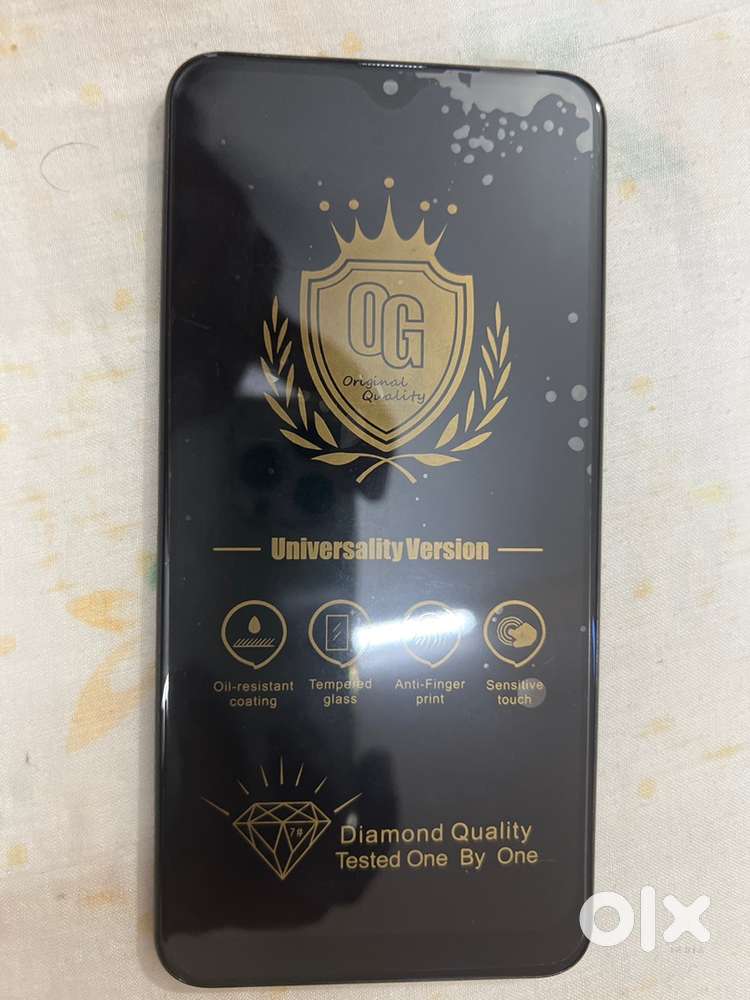 OG
Original
Quality
Universality Version
Oil-resistant coating
Tempered glass
Anti-Finger print
Sensitive touch
7#
Diamond Quality
Tested One By One
olx